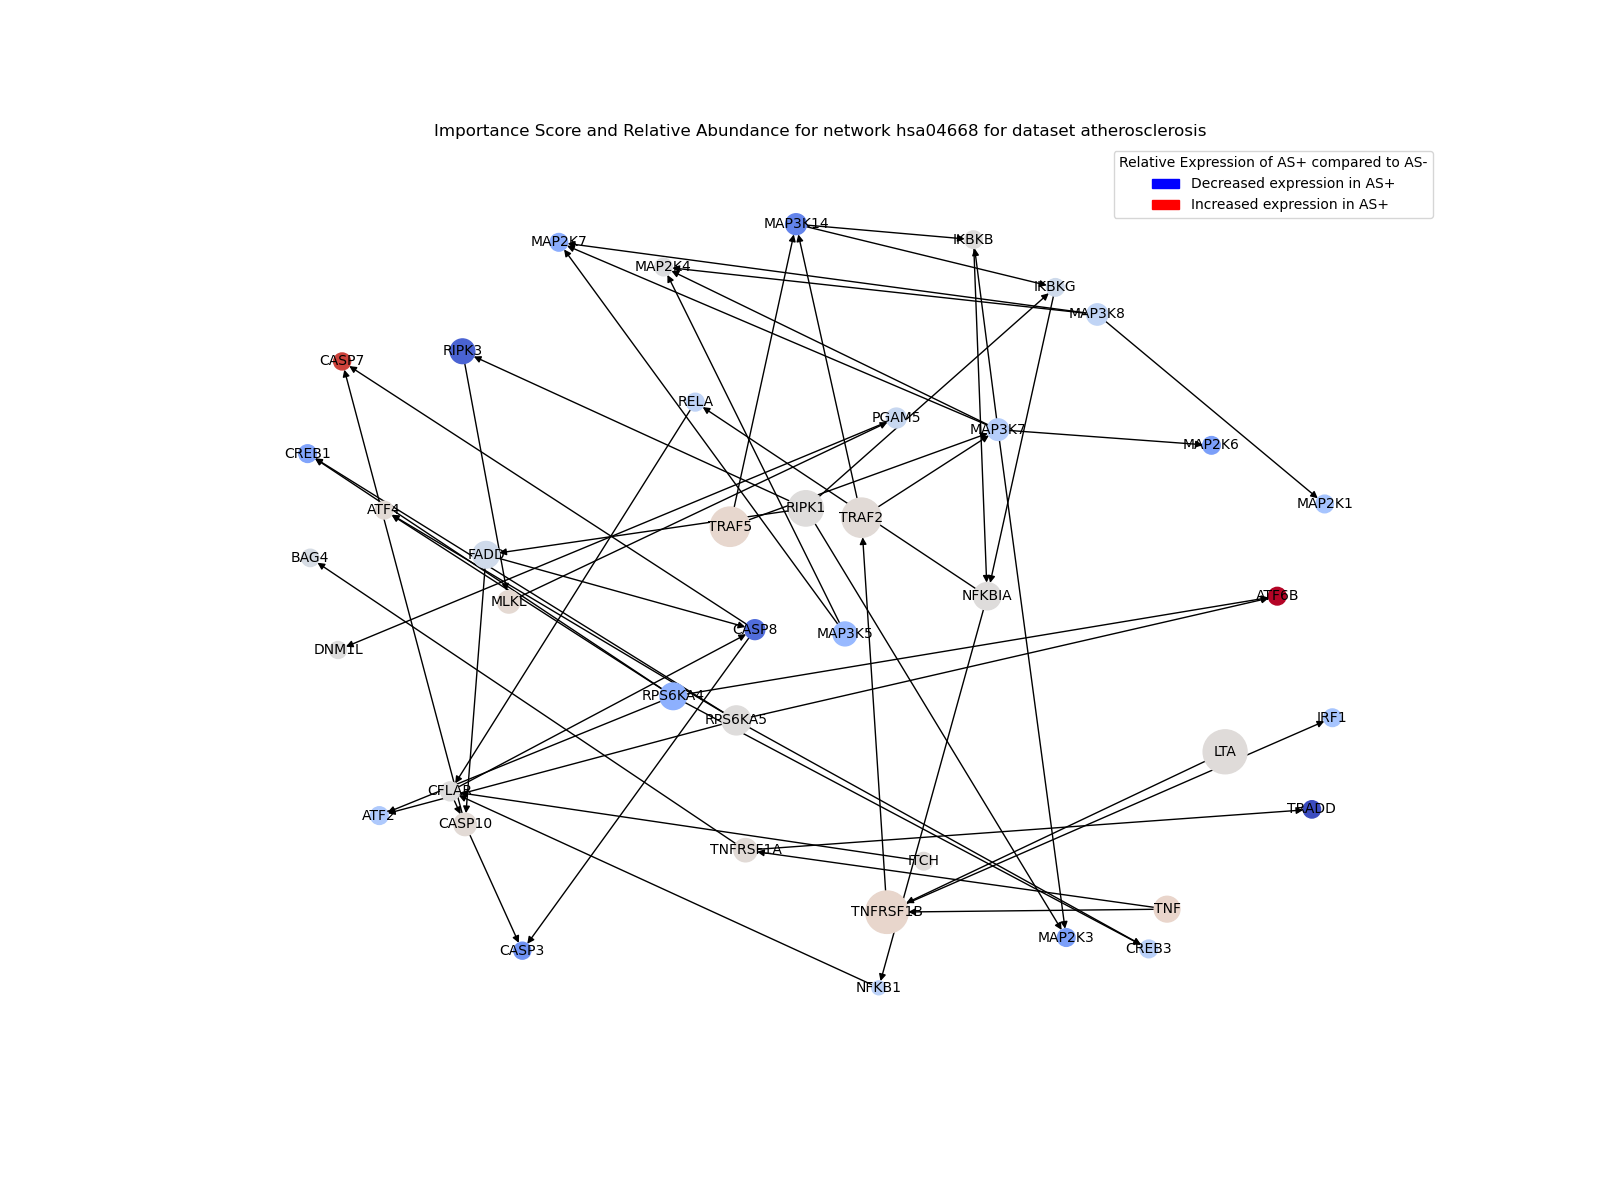 Importance Score and Relative Abundance for network hsa04668 for dataset atherosclerosis
Relative Expression of AS+ compared to AS-
Decreased expression in AS+
Increased expression in AS+
MAP3K14
MAP2K7
IKBKB
MAP2K4
IKBKG
MAP3K8
RIPK3
CASP7
RELA
PGAM5
MAP3K7
MAP2K6
CREB1
MAP2K1
ATF4
RIPK1
TRAF2
TRAF5
FADD
BAG4
MLKL
NFKBIA
ATF6B
CASP8
MAP3K5
DNM1L
RPS6KA4
RPS6KA5
IRF1
LTA
CFLAR
TRADD
ATF2
CASP10
TNFRSF1A
ITCH
TNFRSF1B
TNF
MAP2K3
CREB3
CASP3
NFKB1